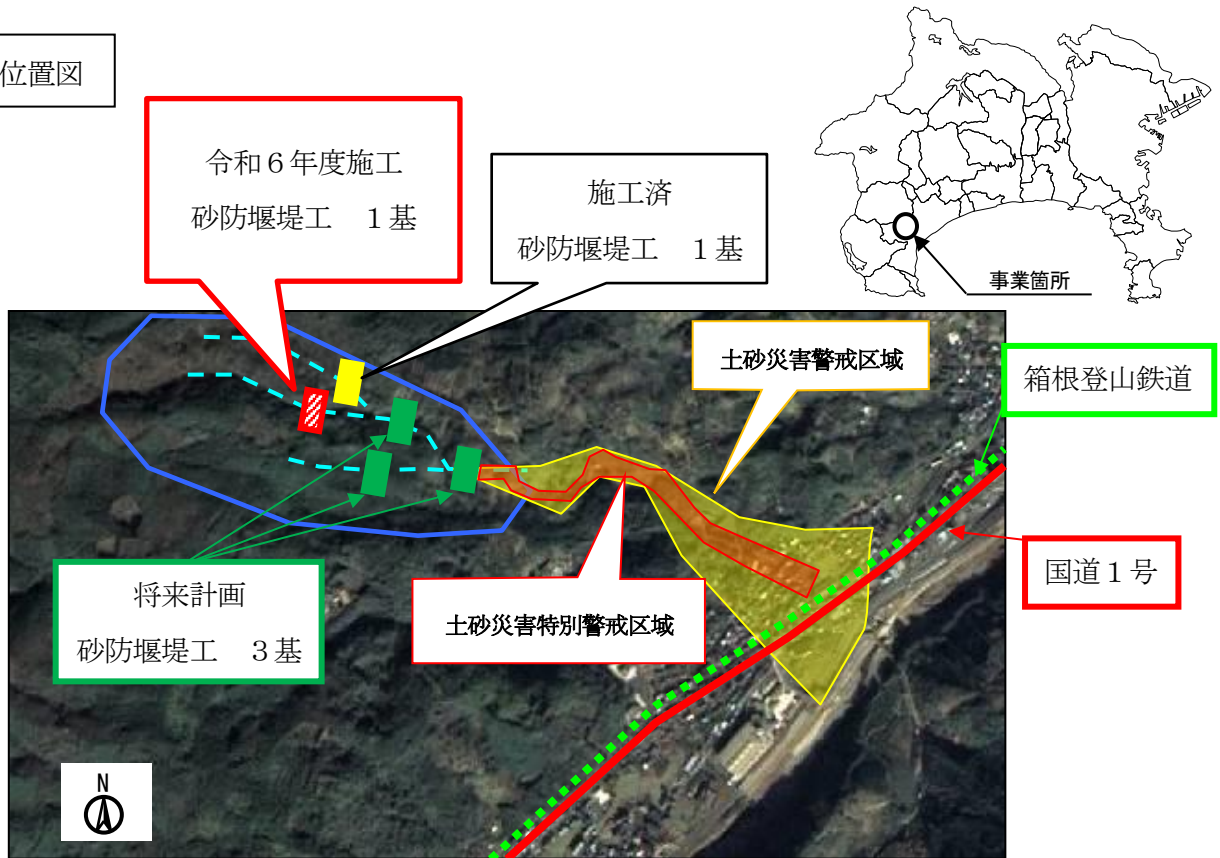 位置図
令和６年度施工
砂防堰堤工　１基
施工済
砂防堰堤工　１基
事業箇所
土砂災害警戒区域
箱根登山鉄道
国道１号
土砂災害特別警戒区域
将来計画
砂防堰堤工　３基
N